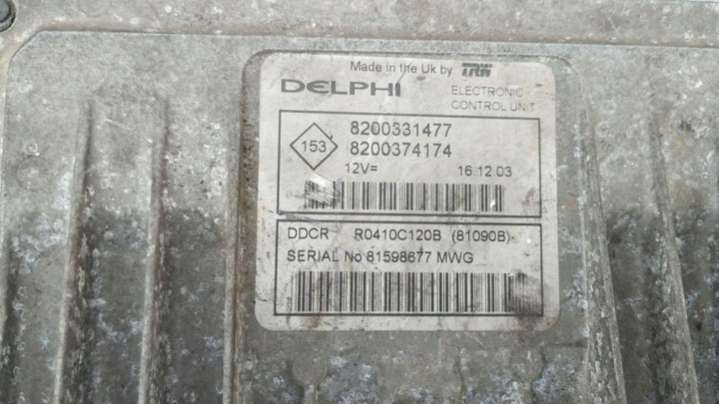 Made in the Uk by TRW
DELPHI
ELECTRONIC
CONTROL UNIT
153
8200331477
8200374174
12V=
16.12.03
DDCR R0410C120B (81090B)
SERIAL No 81598677 MWG